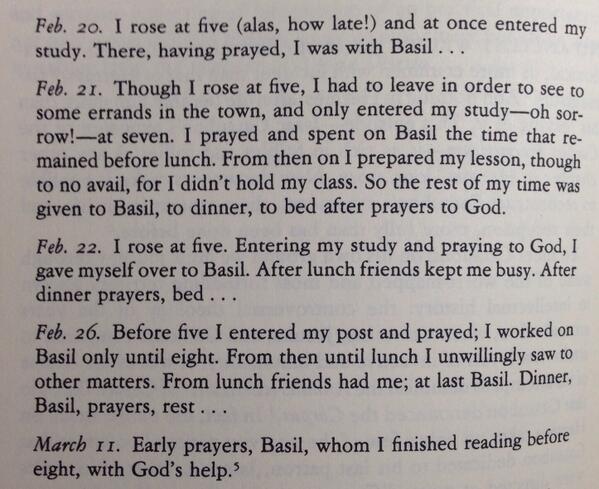 Feb. 20. I rose at five (alas, how late!) and at once entered my
study. There, having prayed, I was with Basil . . .
Feb. 21. Though I rose at five, I had to leave in order to see to
some errands in the town, and only entered my study—oh sor-
row!—at seven. I prayed and spent on Basil the time that re-
mained before lunch. From then on I prepared my lesson, though
to no avail, for I didn't hold my class. So the rest of my time was
given to Basil, to dinner, to bed after prayers to God.
Feb. 22. I rose at five. Entering my study and praying to God, I
gave myself over to Basil. After lunch friends kept me busy. After
dinner prayers, bed . . .
Feb. 26. Before five I entered my post and prayed; I worked on
Basil only until eight. From then until lunch I unwillingly saw to
other matters. From lunch friends had me; at last Basil. Dinner,
Basil, prayers, rest . . .
March 11. Early prayers, Basil, whom I finished reading before
eight, with God's help.⁵